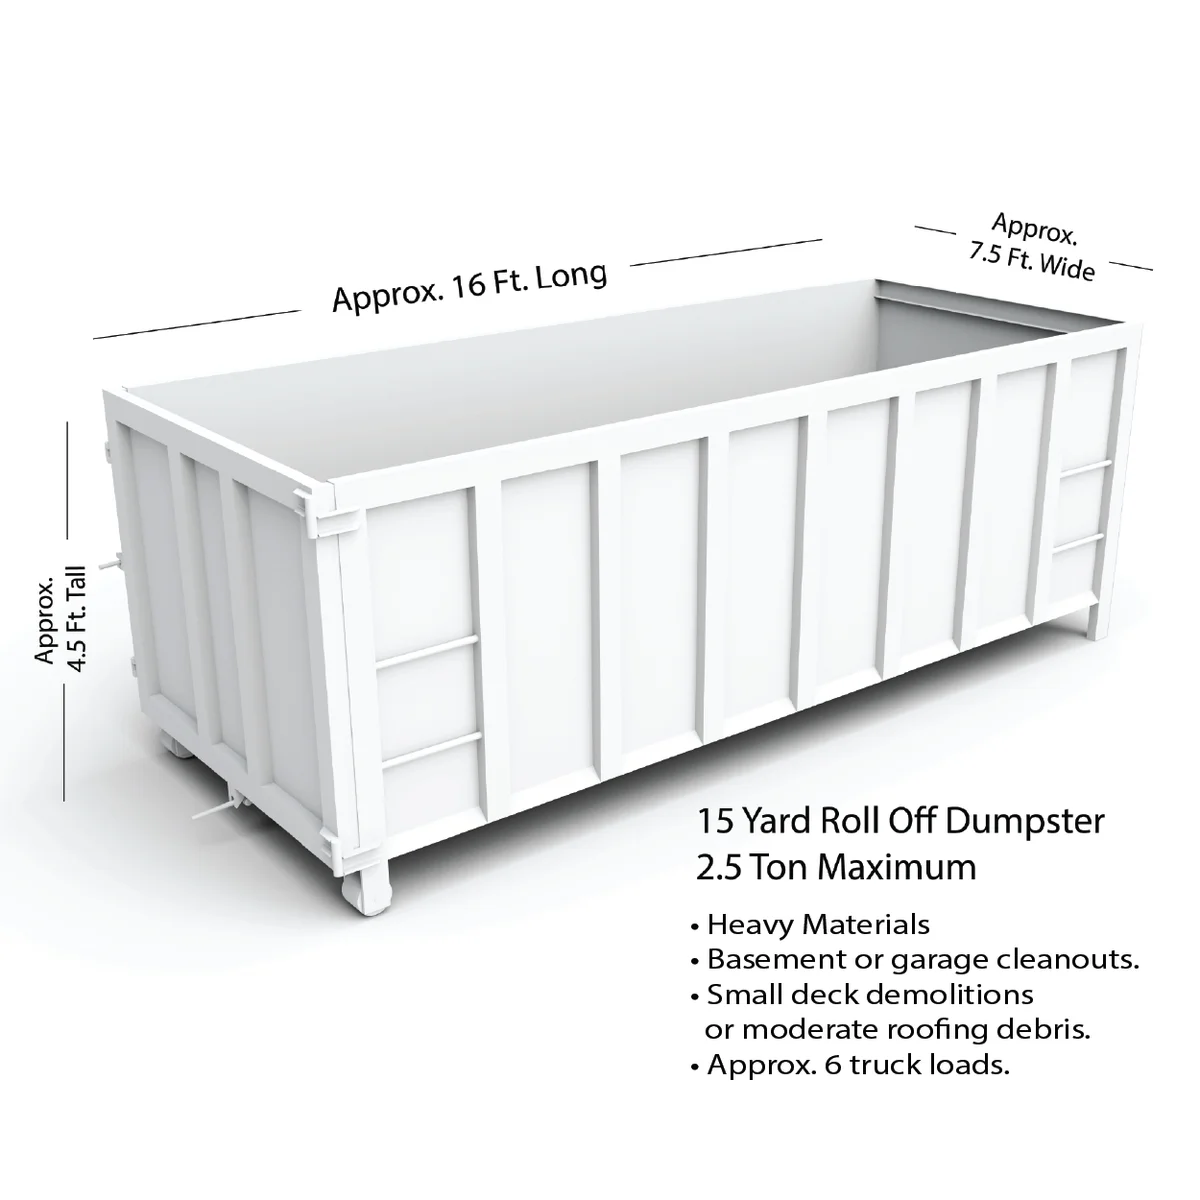 Approx.
7.5 Ft. Wide
Approx. 16 Ft. Long
Approx.
4.5 Ft. Tall
15 Yard Roll Off Dumpster
2.5 Ton Maximum
• Heavy Materials
• Basement or garage cleanouts.
• Small deck demolitions
or moderate roofing debris.
• Approx. 6 truck loads.